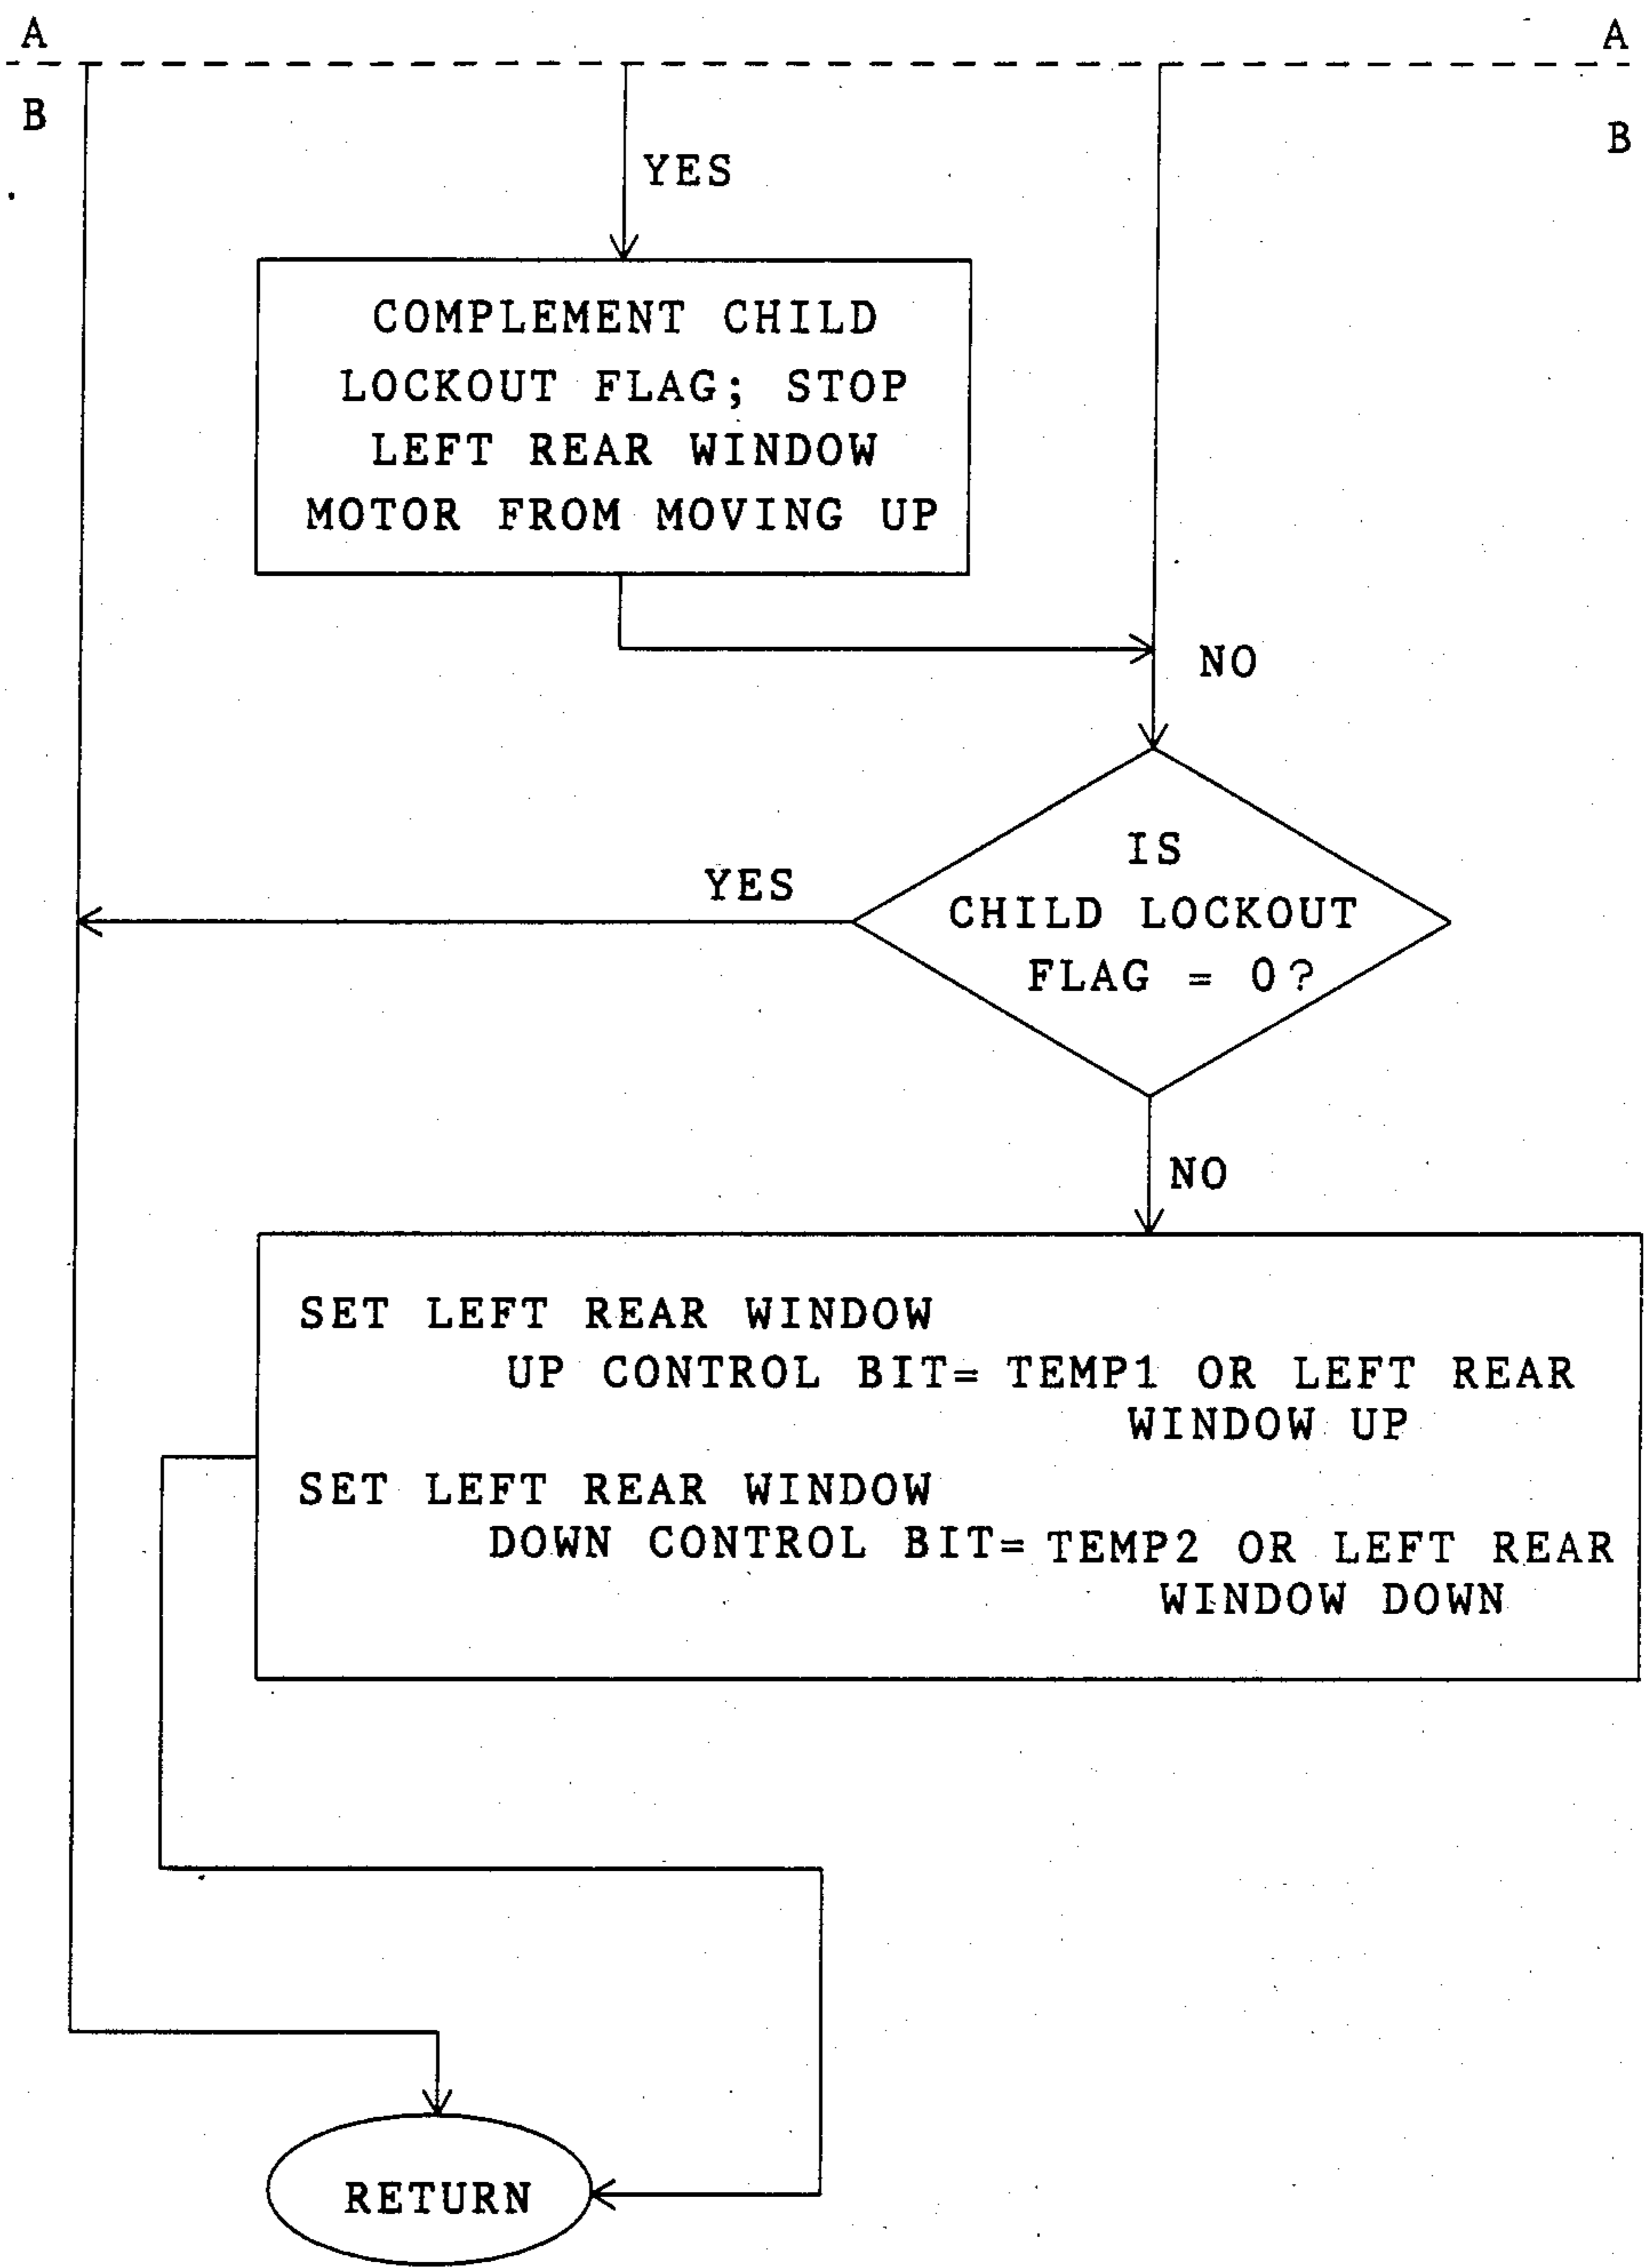 A
A
B
B
YES
COMPLEMENT CHILD
LOCKOUT FLAG; STOP
LEFT REAR WINDOW
MOTOR FROM MOVING UP
NO
IS
YES
CHILD LOCKOUT
FLAG = 0?
NO
SET LEFT REAR WINDOW
UP CONTROL BIT= TEMP1 OR LEFT REAR
WINDOW UP
SET LEFT REAR WINDOW
DOWN CONTROL BIT= TEMP2 OR LEFT REAR
WINDOW DOWN
RETURN